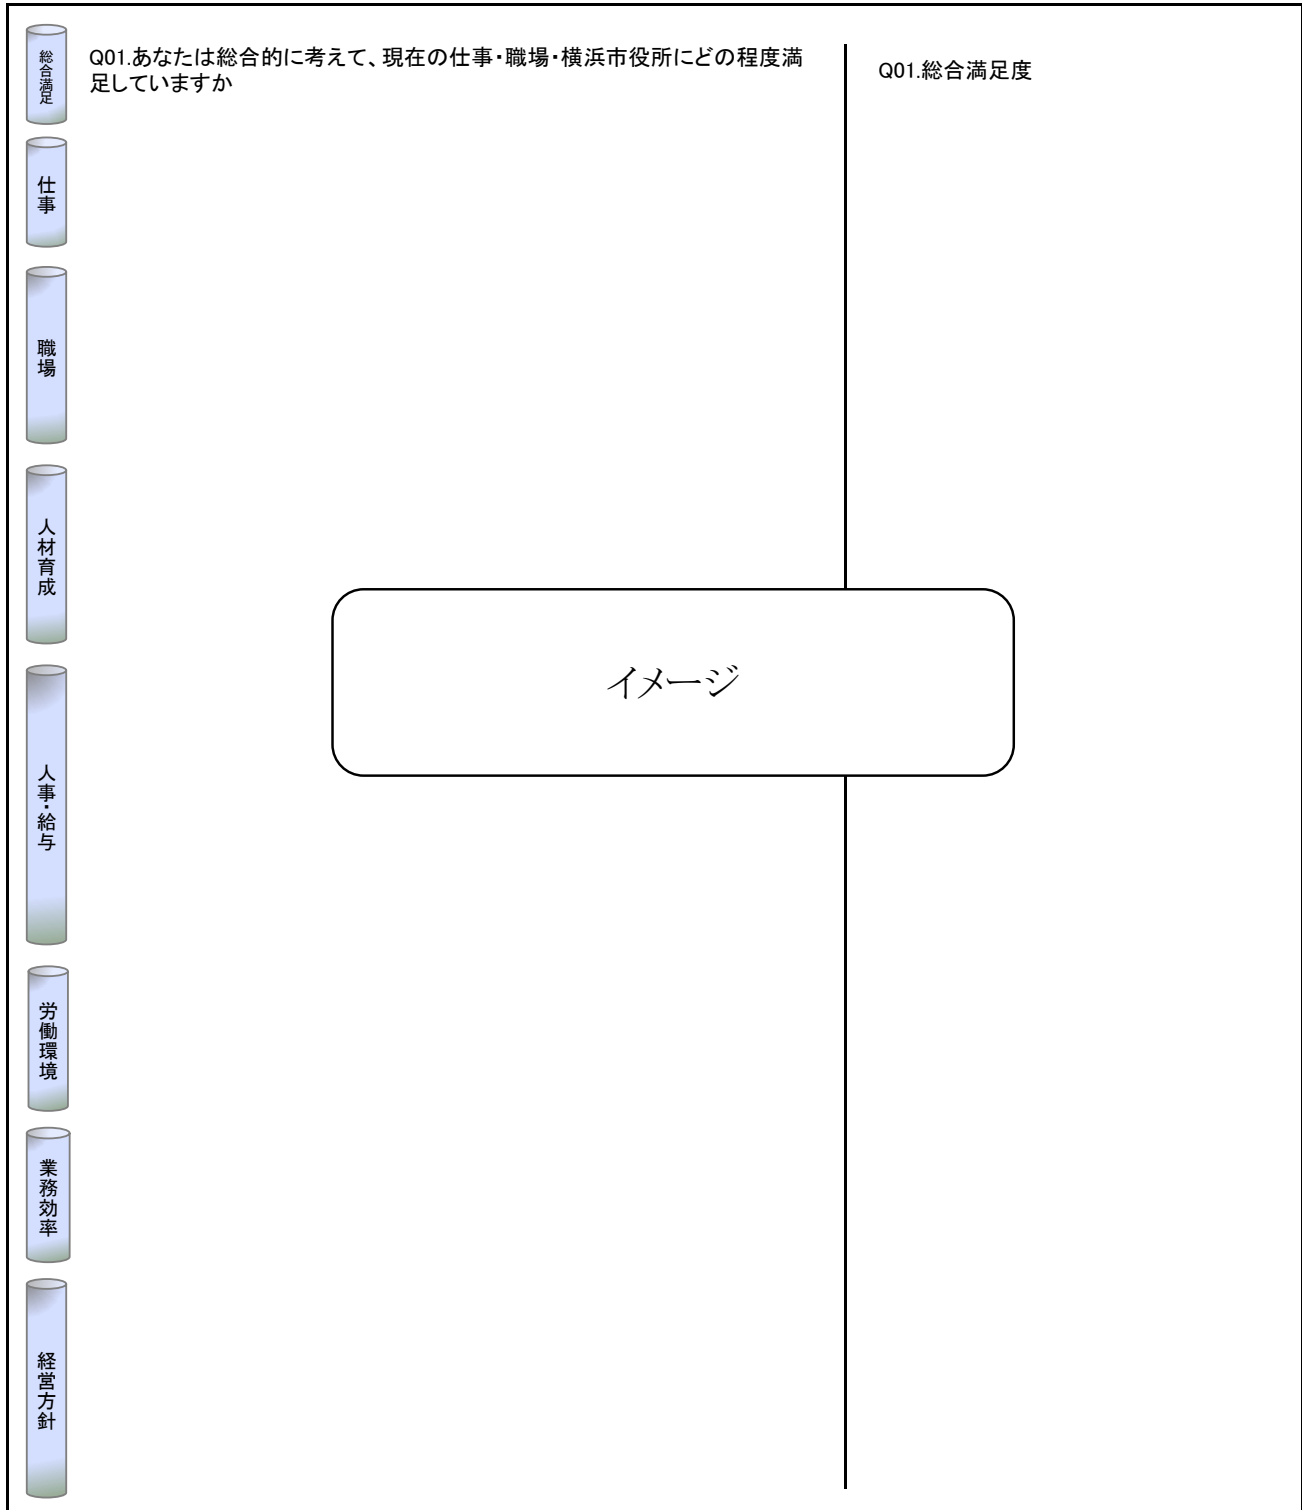 総合満足
Q01.あなたは総合的に考えて、現在の仕事・職場・横浜市役所にどの程度満
足していますか
Q01.総合満足度
仕事
職場
人材育成
イメージ
人事・給与
労働環境
業務効率
経営方針